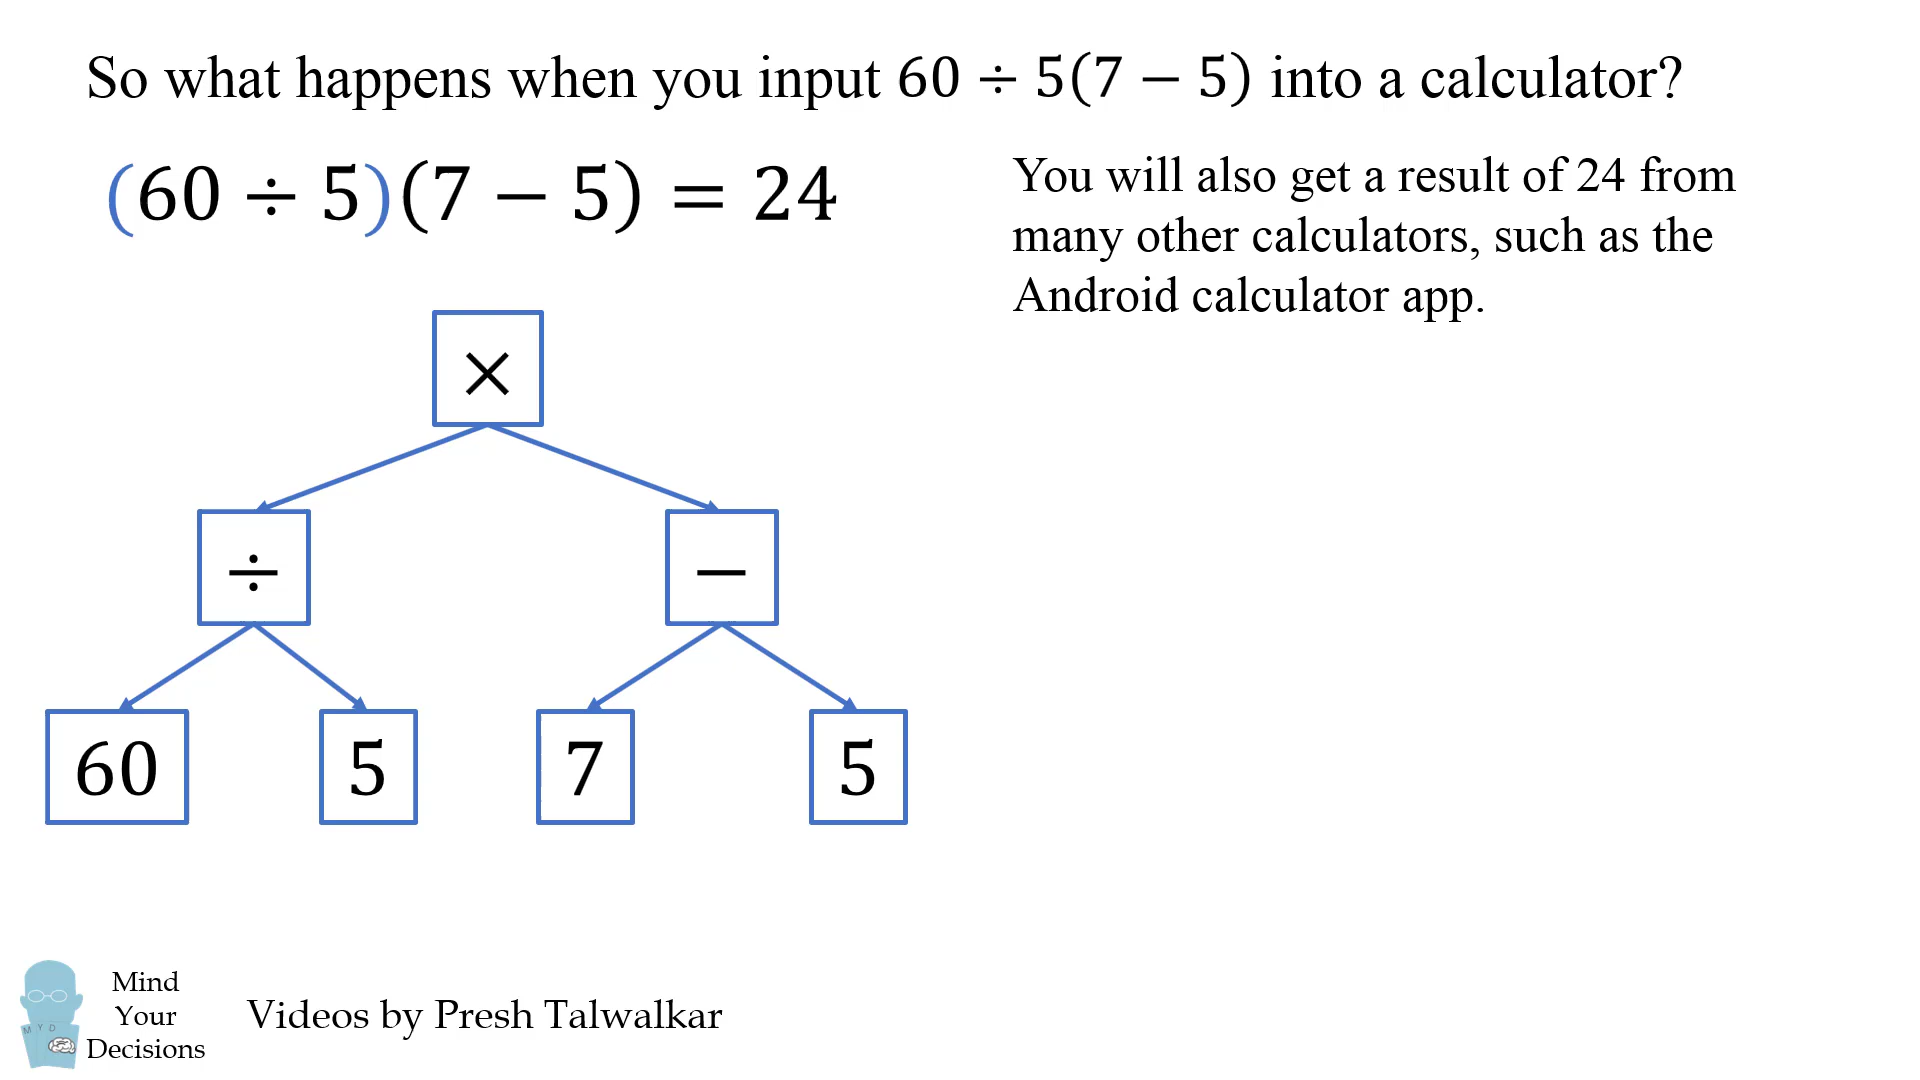 So what happens when you input 60 ÷ 5(7 − 5) into a calculator?
(60 ÷ 5)(7 − 5) = 24
You will also get a result of 24 from
many other calculators, such as the
Android calculator app.
×
÷ −
60 5 7 5
Mind
Your
Decisions
M Y D
Videos by Presh Talwalkar